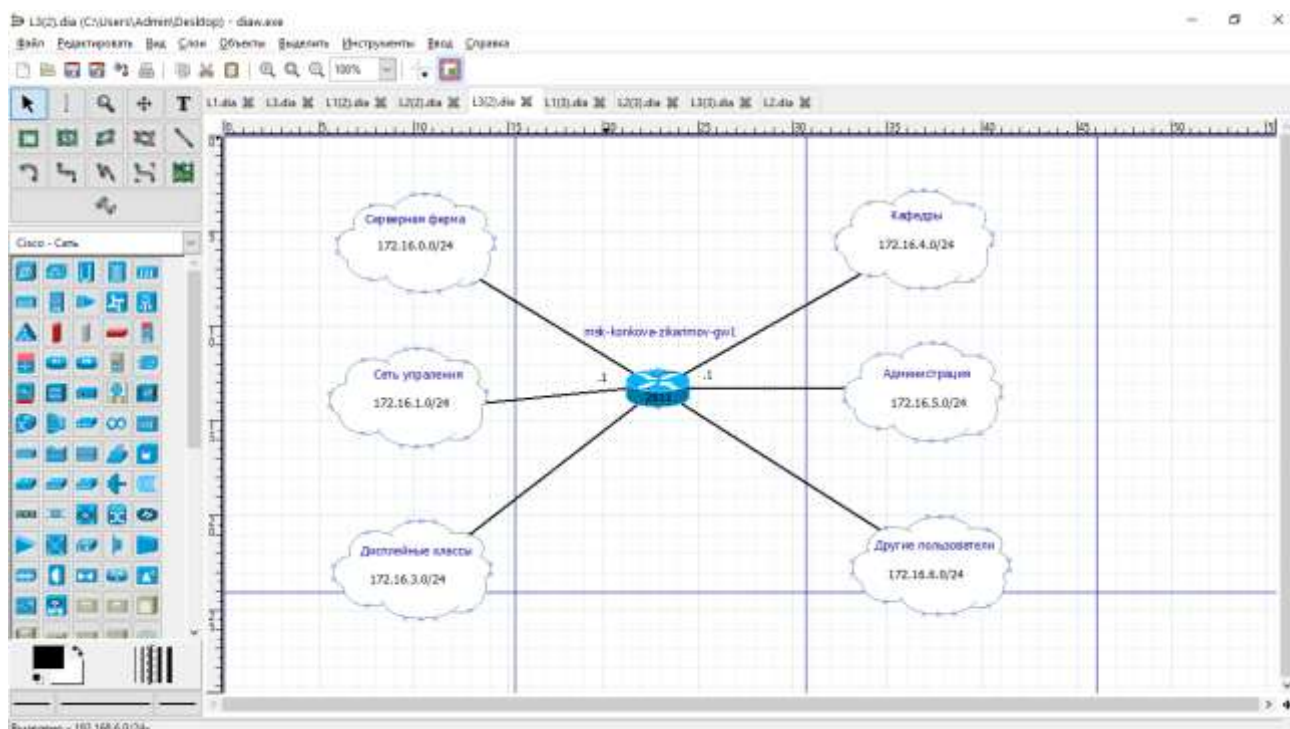 L3(2).dia (C:\Users\Admin\Desktop) - diaw.exe
Файл Редактировать Вид Слои Объекты Выделить Инструменты Ввод Справка
100%
L1.dia L3.dia L1(2).dia L2(2).dia L3(2).dia L1(3).dia L2(3).dia L3(3).dia L2.dia
Cisco - Сеть
Серверная ферма
172.16.0.0/24
Кафедры
172.16.4.0/24
msk-konkova-zikarimov-gw1
Сеть упраления
172.16.1.0/24
.1
.1
Администрация
172.16.5.0/24
Дисплейные классы
172.16.3.0/24
Другие пользователи
172.16.6.0/24